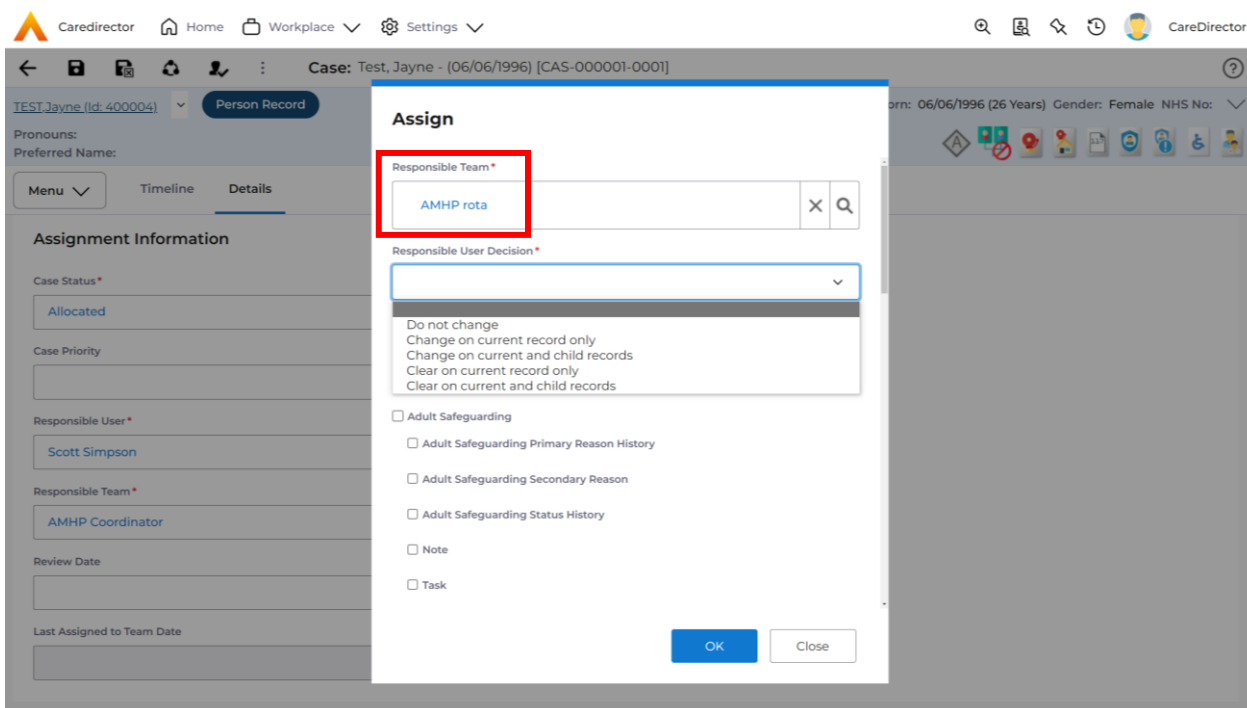 Caredirector Home Workplace Settings CareDirector
Case: Test, Jayne - (06/06/1996) [CAS-000001-0001]
TEST,Jayne (Id: 400004) Person Record orn: 06/06/1996 (26 Years) Gender: Female NHS No:
Pronouns:
Preferred Name:
Menu Timeline Details
Assignment Information
Case Status*
Allocated
Case Priority
Responsible User*
Scott Simpson
Responsible Team*
AMHP Coordinator
Review Date
Last Assigned to Team Date
Assign
Responsible Team*
AMHP rota
Responsible User Decision*
Do not change
Change on current record only
Change on current and child records
Clear on current record only
Clear on current and child records
Adult Safeguarding
Adult Safeguarding Primary Reason History
Adult Safeguarding Secondary Reason
Adult Safeguarding Status History
Note
Task
OK Close